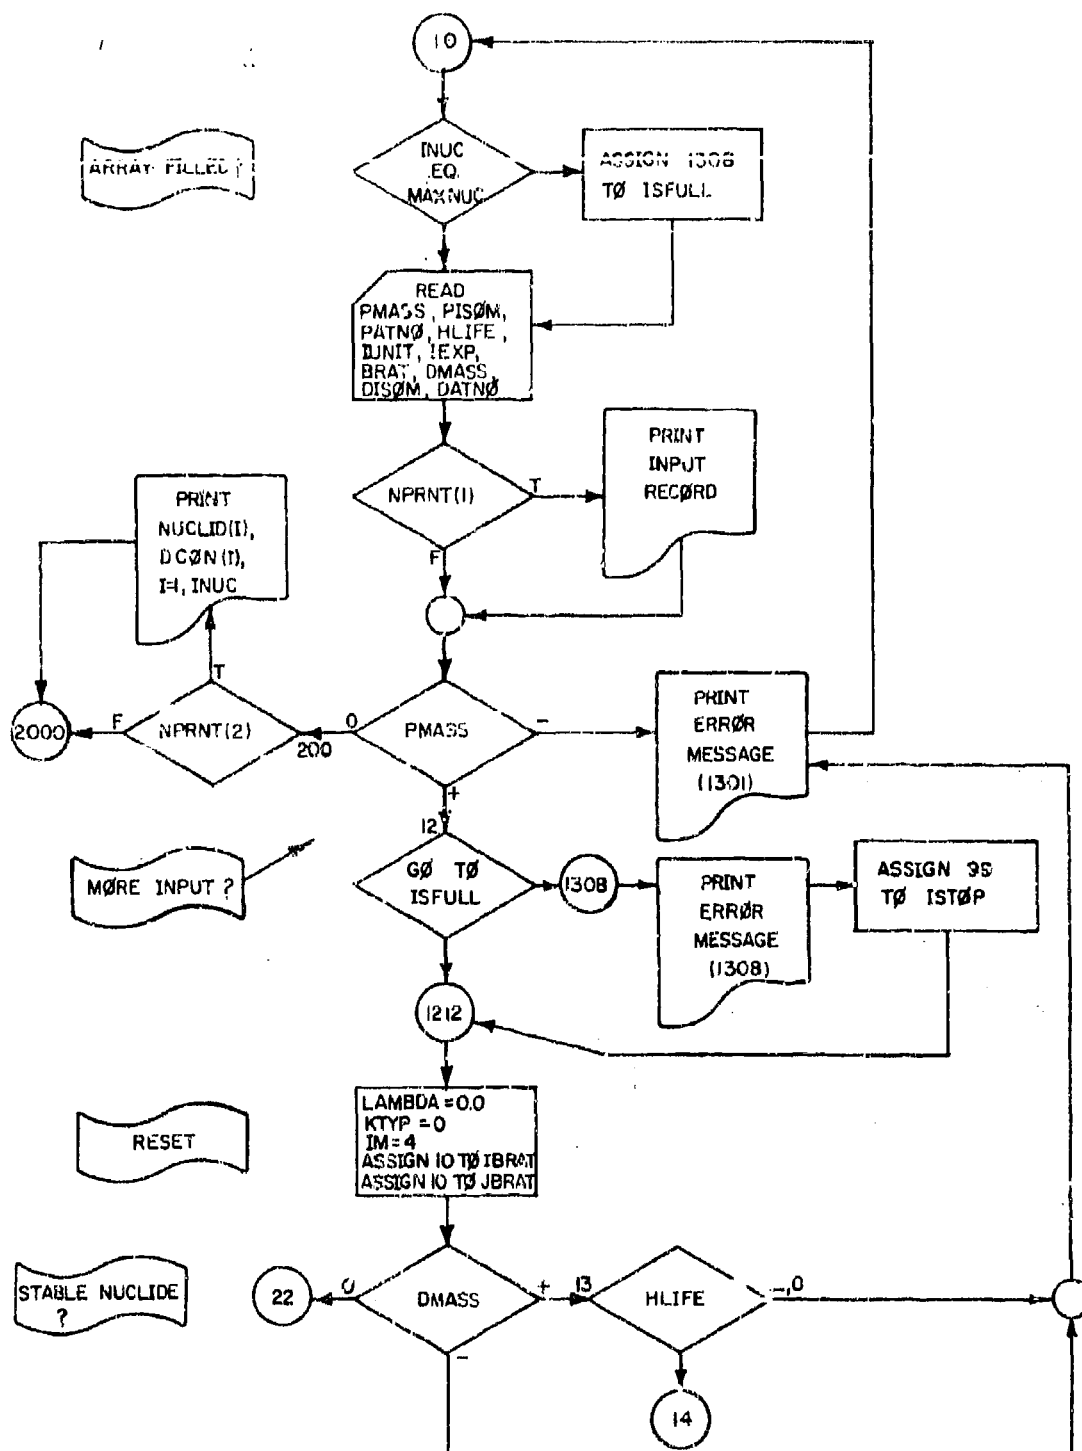 10
ARRAY FILLED ?
INUC
.EQ.
MAXNUC
ASSIGN 1308
TØ ISFULL
READ
PMASS, PISØM,
PATNØ, HLIFE,
IUNIT, IEXP,
BRAT, DMASS,
DISØM, DATNØ
NPRNT(1)
T
F
PRINT
INPUT
RECØRD
PRINT
NUCLID(I),
DCØN(I),
I=1, INUC
T
NPRNT(2)
F
2000
200
0
PMASS
-
+
PRINT
ERRØR
MESSAGE
(1301)
12
MØRE INPUT ?
GØ TØ
ISFULL
1308
PRINT
ERRØR
MESSAGE
(1308)
ASSIGN 99
TØ ISTØP
1212
RESET
LAMBDA = 0.0
KTYP = 0
IM = 4
ASSIGN 10 TØ IBRAT
ASSIGN 10 TØ JBRAT
STABLE NUCLIDE
?
22
0
DMASS
+
-
13
HLIFE
-,0
14